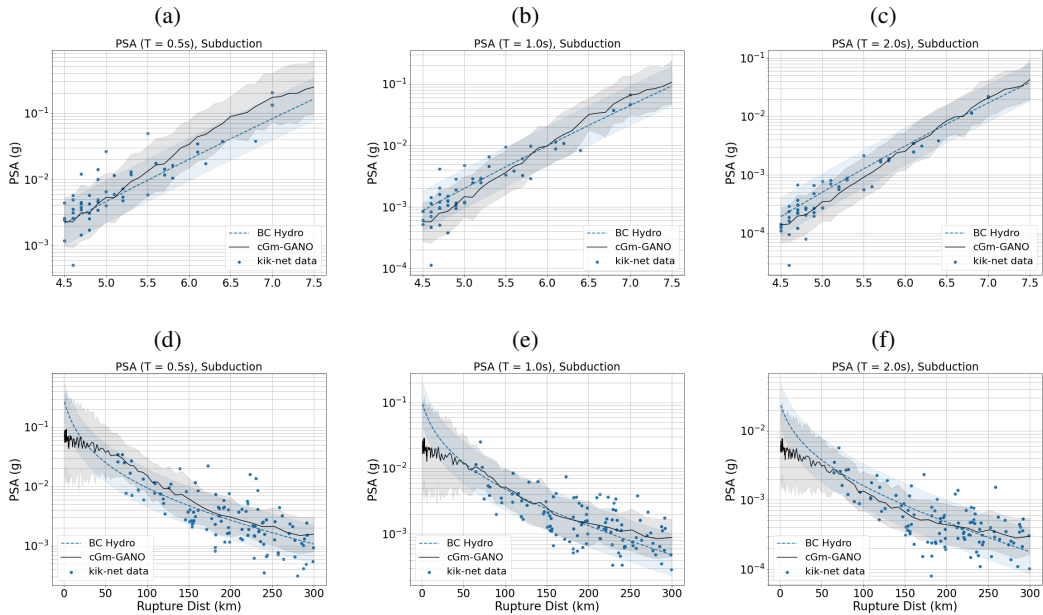 (a)
(b)
(c)
PSA (T = 0.5s), Subduction
PSA (T = 1.0s), Subduction
PSA (T = 2.0s), Subduction
PSA (g)
10⁻¹
10⁻²
10⁻³
BC Hydro
cGm-GANO
kik-net data
4.5 5.0 5.5 6.0 6.5 7.0 7.5
PSA (g)
10⁻¹
10⁻²
10⁻³
10⁻⁴
BC Hydro
cGm-GANO
kik-net data
4.5 5.0 5.5 6.0 6.5 7.0 7.5
PSA (g)
10⁻¹
10⁻²
10⁻³
10⁻⁴
BC Hydro
cGm-GANO
kik-net data
4.5 5.0 5.5 6.0 6.5 7.0 7.5
(d)
(e)
(f)
PSA (T = 0.5s), Subduction
PSA (T = 1.0s), Subduction
PSA (T = 2.0s), Subduction
PSA (g)
10⁻¹
10⁻²
10⁻³
BC Hydro
cGm-GANO
kik-net data
0 50 100 150 200 250 300
Rupture Dist (km)
PSA (g)
10⁻¹
10⁻²
10⁻³
BC Hydro
cGm-GANO
kik-net data
0 50 100 150 200 250 300
Rupture Dist (km)
PSA (g)
10⁻²
10⁻³
10⁻⁴
BC Hydro
cGm-GANO
kik-net data
0 50 100 150 200 250 300
Rupture Dist (km)